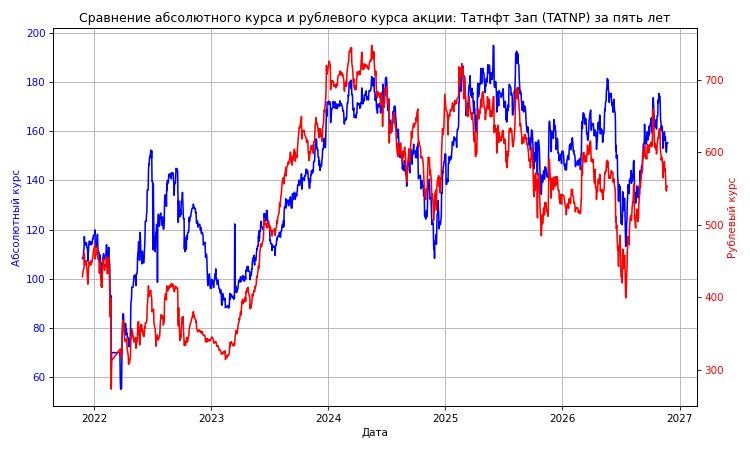 Сравнение абсолютного курса и рублевого курса акции: Татнфт 3ап (TATNP) за пять лет
200
180
160
140
120
100
80
60
700
600
500
400
300
Абсолютный курс
Рублевый курс
2022 2023 2024 2025 2026 2027
Дата